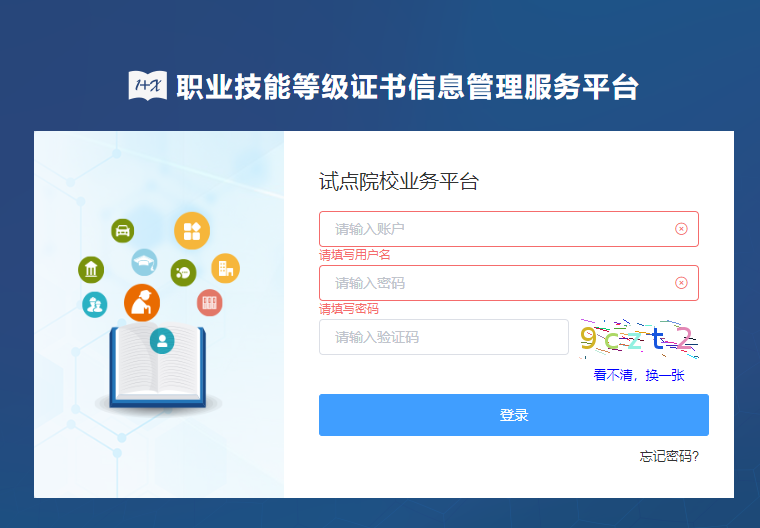 1+X 职业技能等级证书信息管理服务平台
试点院校业务平台
请输入账户
请填写用户名
请输入密码
请填写密码
请输入验证码 9czt2
看不清，换一张
登录
忘记密码?